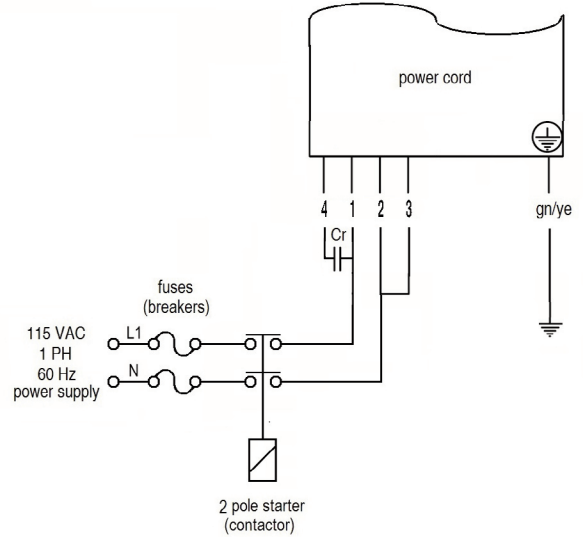 power cord
4 1 2 3 gn/ye
Cr
fuses
(breakers)
115 VAC
1 PH
60 Hz
power supply
L1
N
2 pole starter
(contactor)